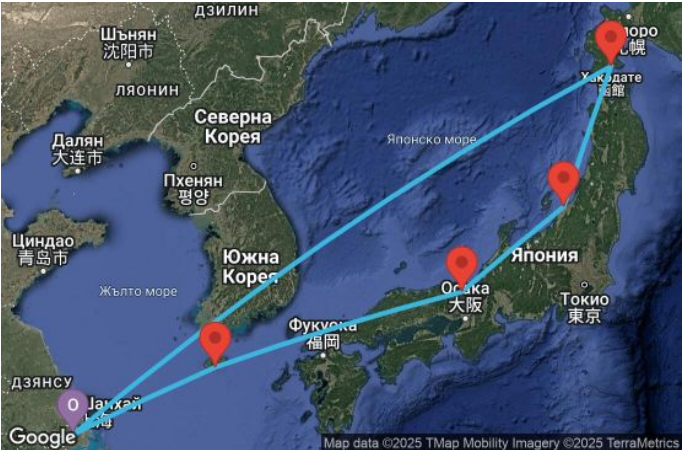 ДЗИЛИН
Шънян
沈阳市
ЛЯОНИН
Хакодате
函館
Северна
Корея
Японско море
Далян
大连市
Пхенян
평양
Циндао
青岛市
Южна
Корея
Япония
Жълто море
Осака
大阪
Токио
東京
Фукуока
福岡
ДЗЯНСУ
O
Google
Map data ©2025 TMap Mobility Imagery ©2025 TerraMetrics